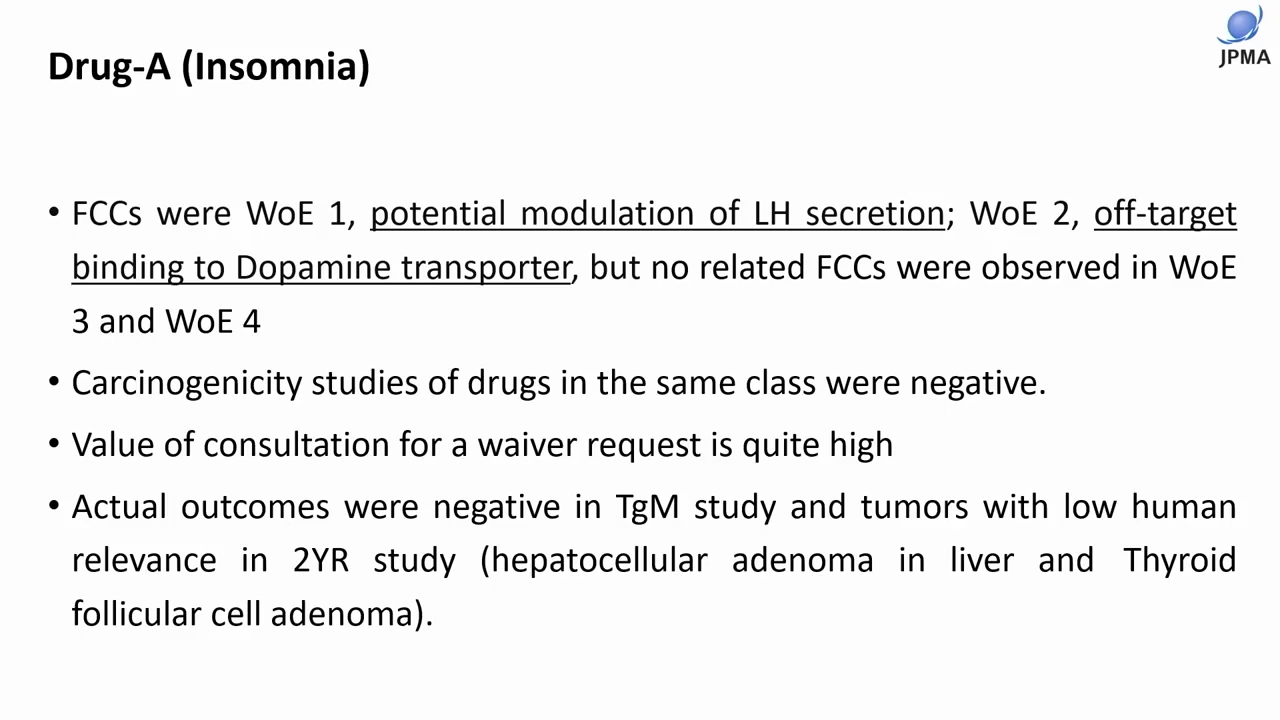 JPMA
Drug-A (Insomnia)
• FCCs were WoE 1, potential modulation of LH secretion; WoE 2, off-target
binding to Dopamine transporter, but no related FCCs were observed in WoE
3 and WoE 4
• Carcinogenicity studies of drugs in the same class were negative.
• Value of consultation for a waiver request is quite high
• Actual outcomes were negative in TgM study and tumors with low human
relevance in 2YR study (hepatocellular adenoma in liver and Thyroid
follicular cell adenoma).